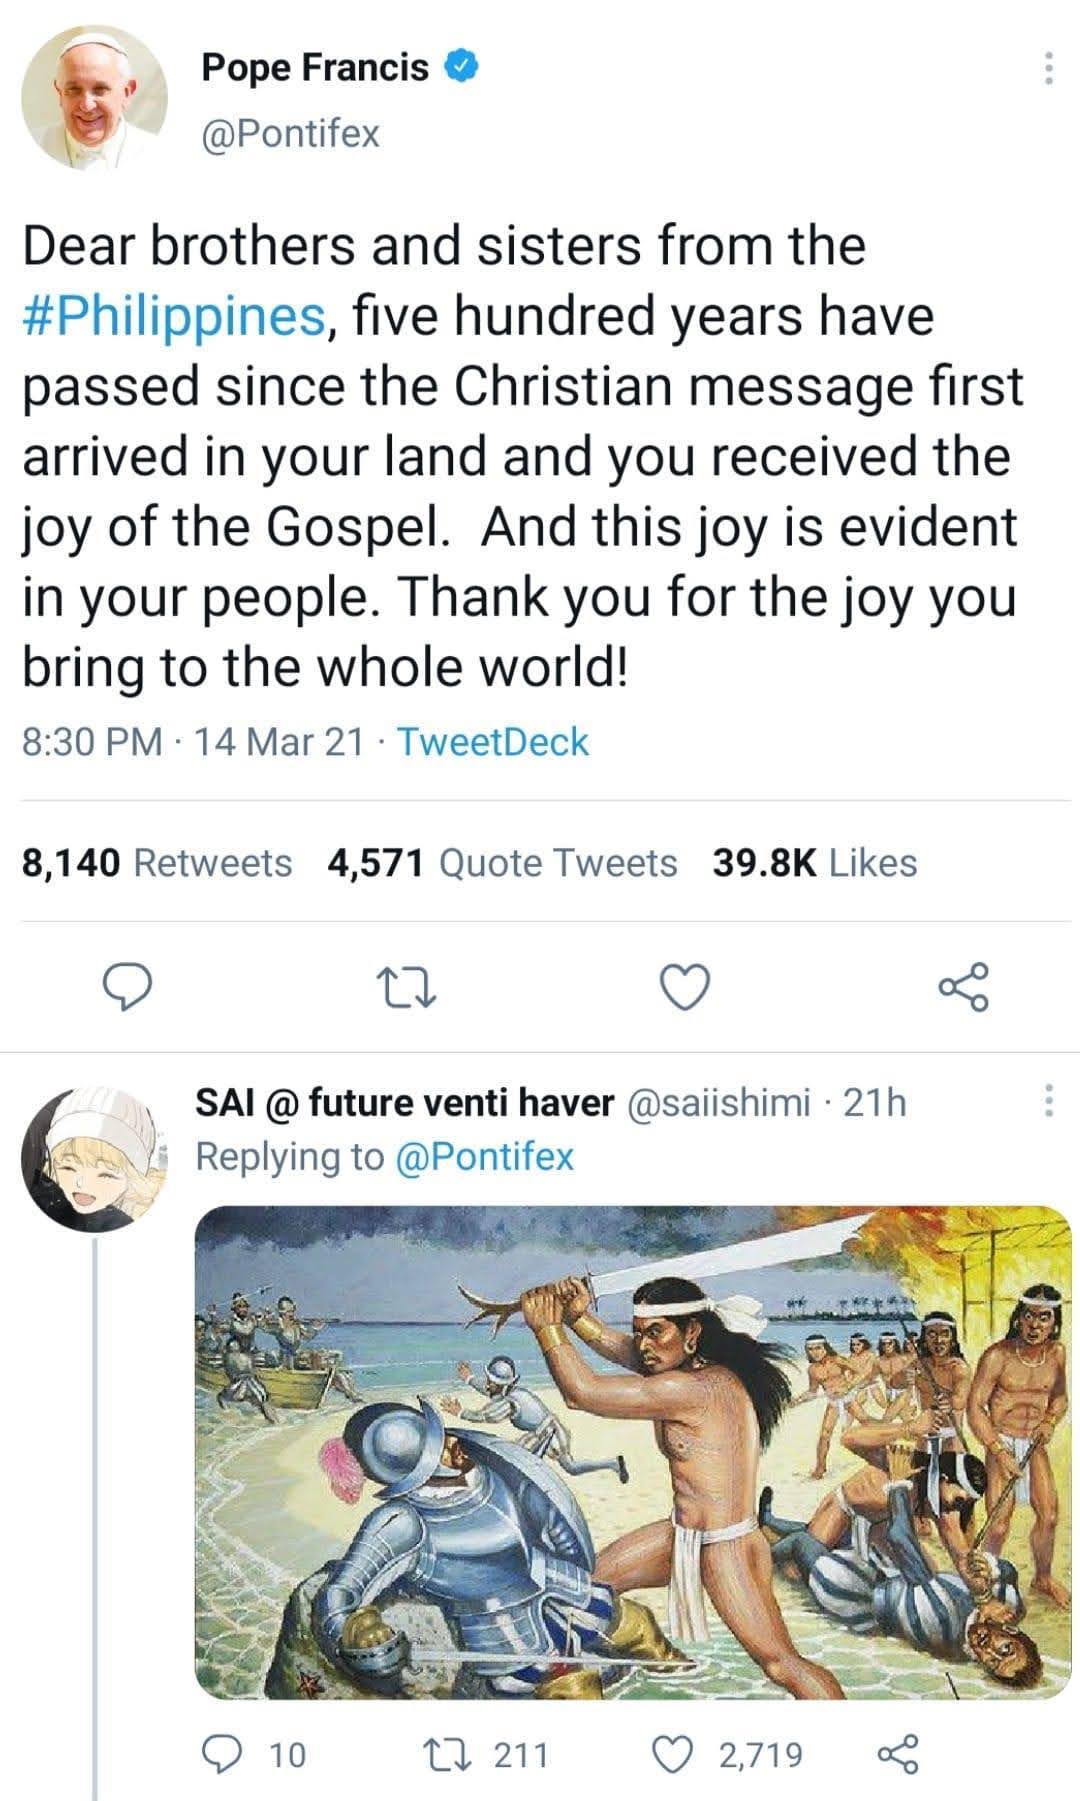 Pope Francis
@Pontifex
Dear brothers and sisters from the
#Philippines, five hundred years have
passed since the Christian message first
arrived in your land and you received the
joy of the Gospel.  And this joy is evident
in your people. Thank you for the joy you
bring to the whole world!
8:30 PM · 14 Mar 21 · TweetDeck
8,140 Retweets 4,571 Quote Tweets 39.8K Likes
SAI @ future venti haver @saiishimi · 21h
Replying to @Pontifex
10 211 2,719